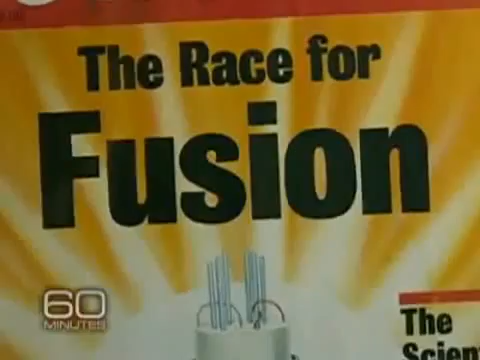 The Race for
Fusion
60
MINUTES
The